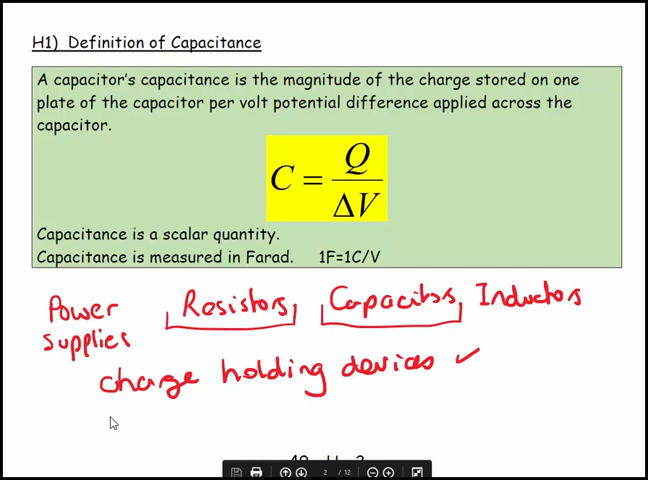 H1) Definition of Capacitance
A capacitor's capacitance is the magnitude of the charge stored on one
plate of the capacitor per volt potential difference applied across the
capacitor.
C = Q / ΔV
Capacitance is a scalar quantity.
Capacitance is measured in Farad. 1F=1C/V
Power Resistors Capacitors Inductors
supplies
charge holding devices ✓
2 / 12